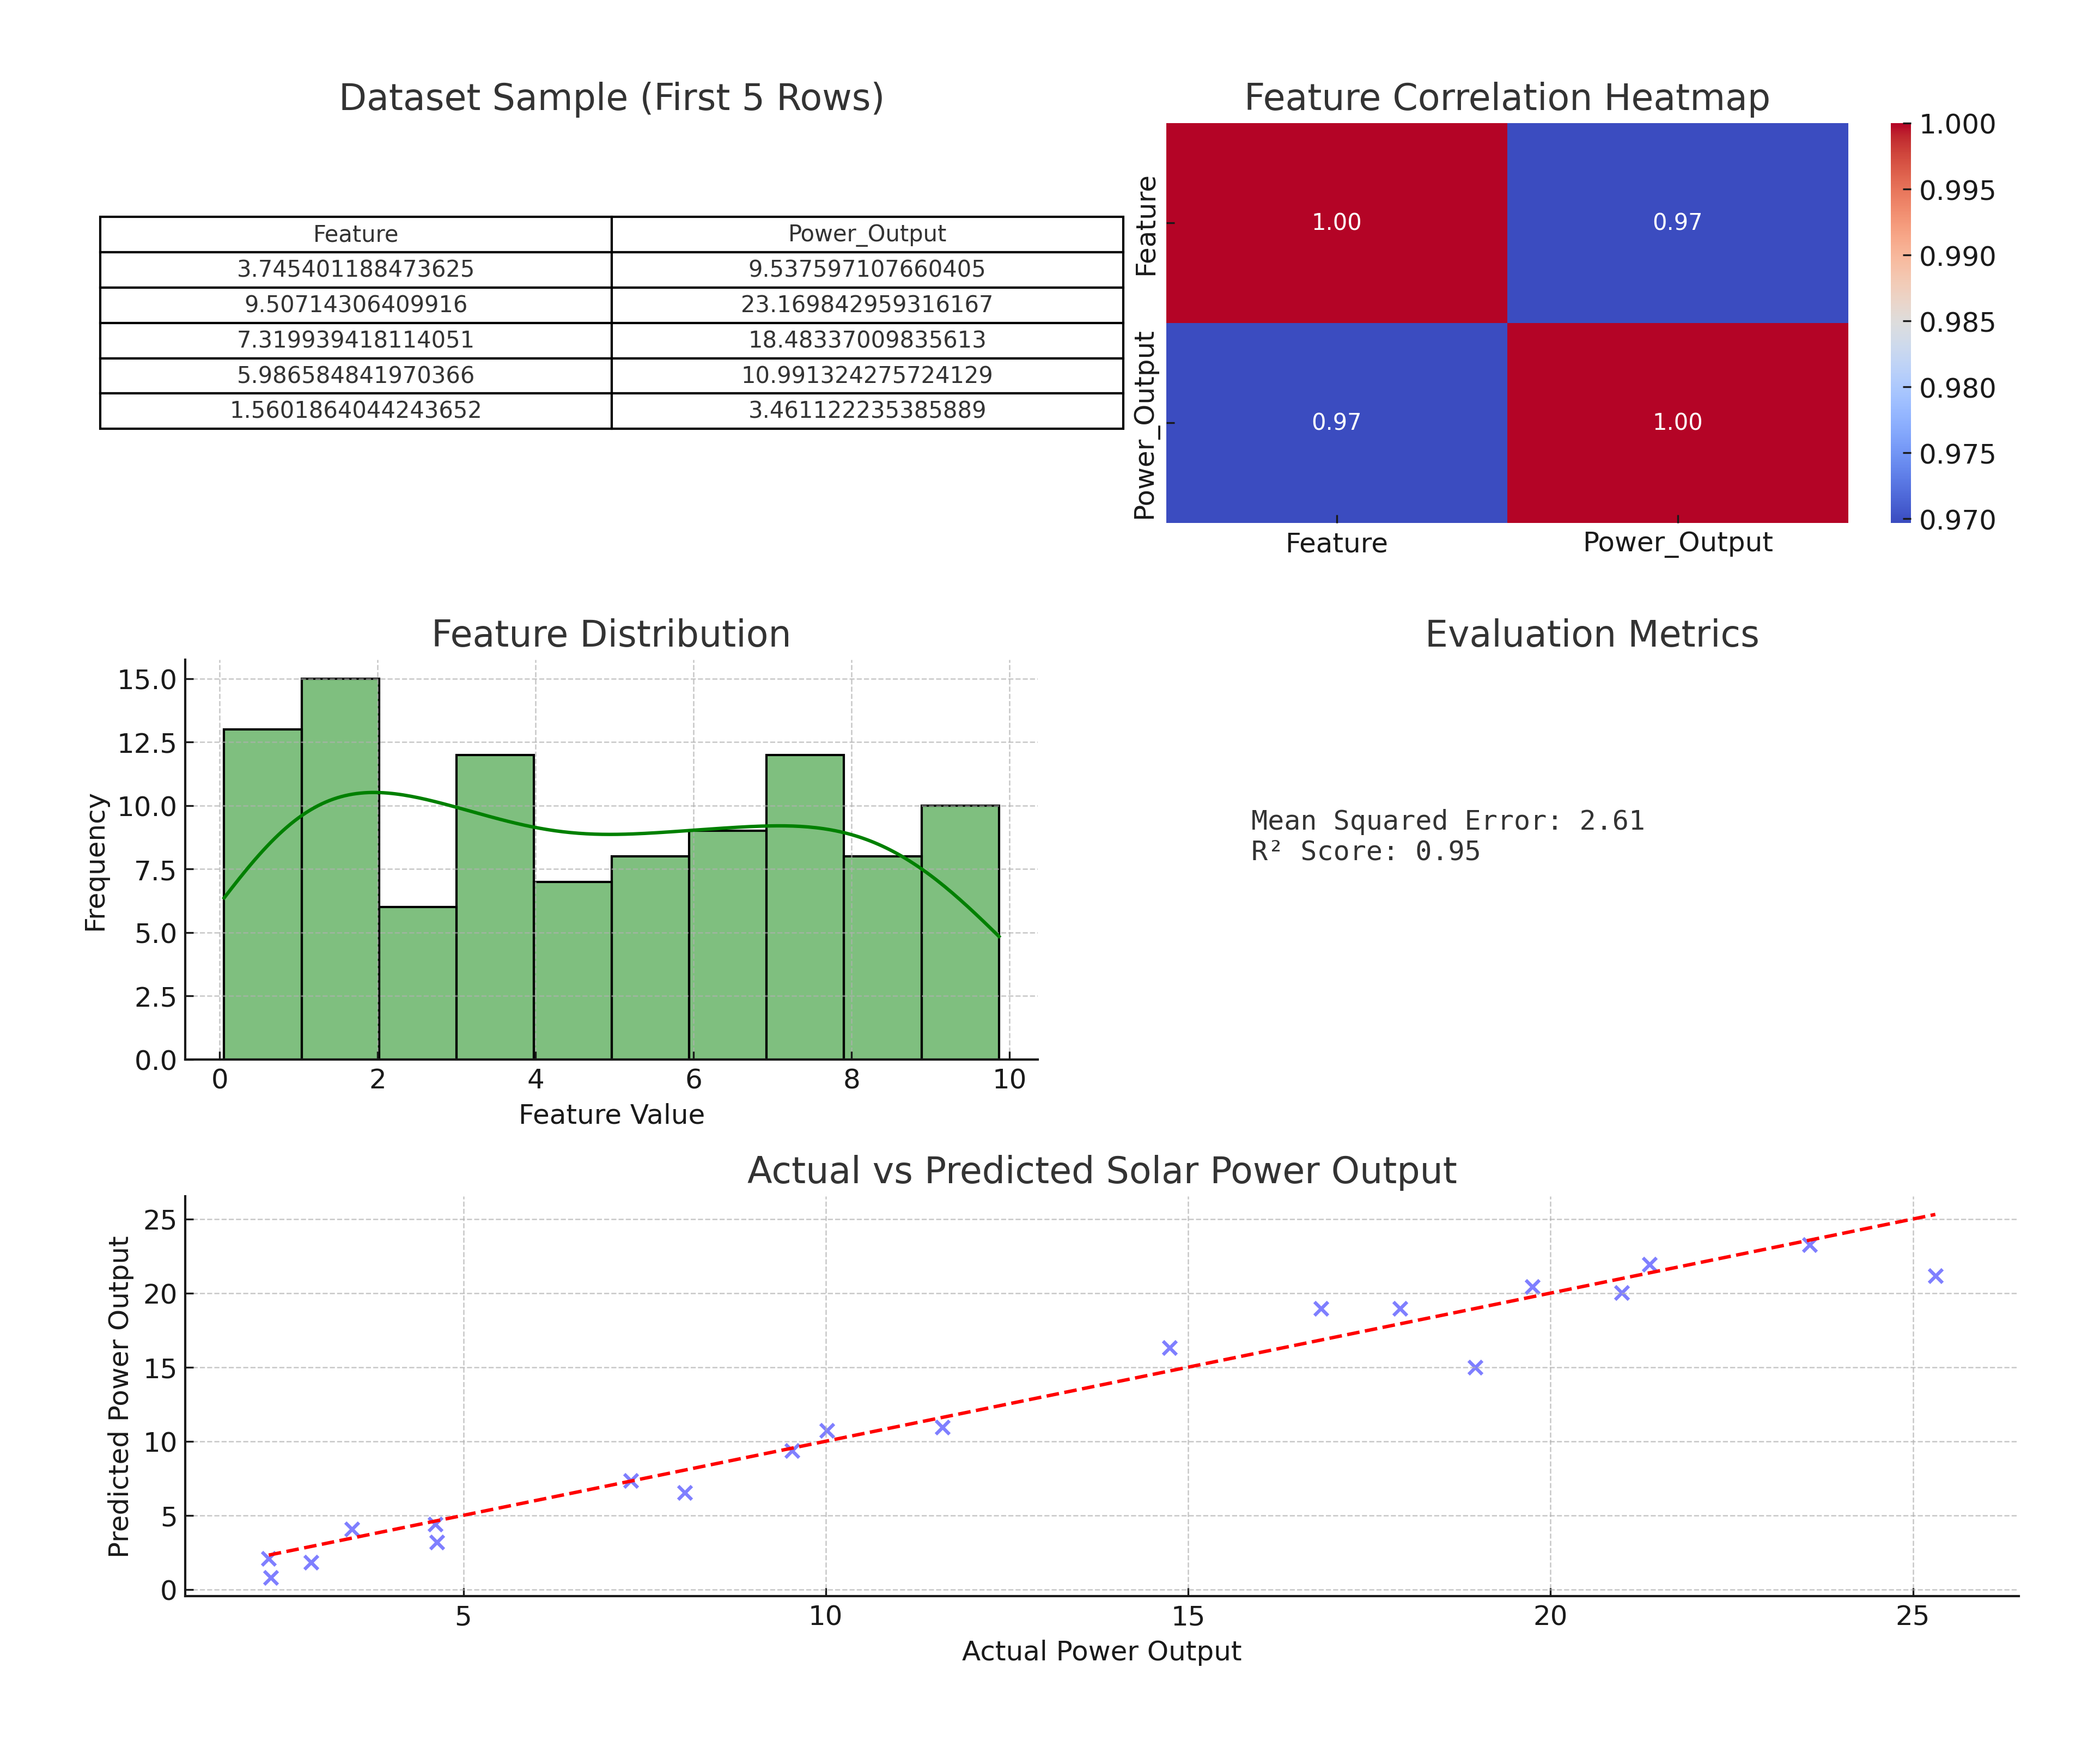 Dataset Sample (First 5 Rows)
Feature Power_Output
3.745401188473625 9.537597107660405
9.50714306409916 23.169842959316167
7.319939418114051 18.48337009835613
5.986584841970366 10.991324275724129
1.5601864044243652 3.461122235385889
Feature Correlation Heatmap
Feature
Power_Output
1.00 0.97
0.97 1.00
Feature Power_Output
1.000
0.995
0.990
0.985
0.980
0.975
0.970
Feature Distribution
Frequency
15.0
12.5
10.0
7.5
5.0
2.5
0.0
0 2 4 6 8 10
Feature Value
Evaluation Metrics
Mean Squared Error: 2.61
R² Score: 0.95
Actual vs Predicted Solar Power Output
Predicted Power Output
25
20
15
10
5
0
5 10 15 20 25
Actual Power Output